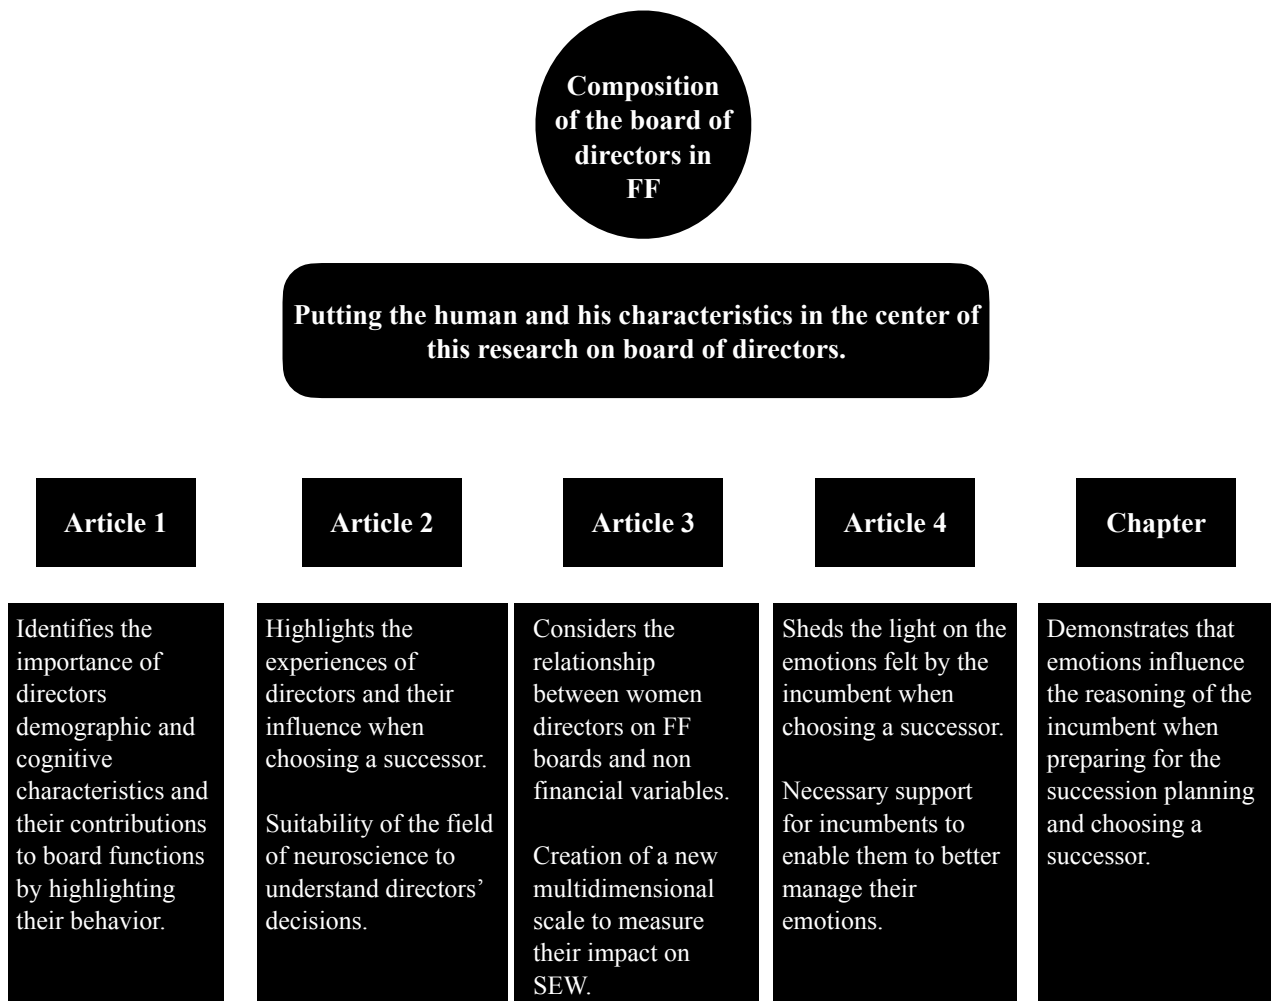 Composition
of the board of
directors in
FF
Putting the human and his characteristics in the center of
this research on board of directors.
Article 1
Article 2
Article 3
Article 4
Chapter
Identifies the
importance of
directors
demographic and
cognitive
characteristics and
their contributions
to board functions
by highlighting
their behavior.
Highlights the
experiences of
directors and their
influence when
choosing a successor.
Suitability of the field
of neuroscience to
understand directors’
decisions.
Considers the
relationship
between women
directors on FF
boards and non
financial variables.
Creation of a new
multidimensional
scale to measure
their impact on
SEW.
Sheds the light on the
emotions felt by the
incumbent when
choosing a successor.
Necessary support
for incumbents to
enable them to better
manage their
emotions.
Demonstrates that
emotions influence
the reasoning of the
incumbent when
preparing for the
succession planning
and choosing a
successor.